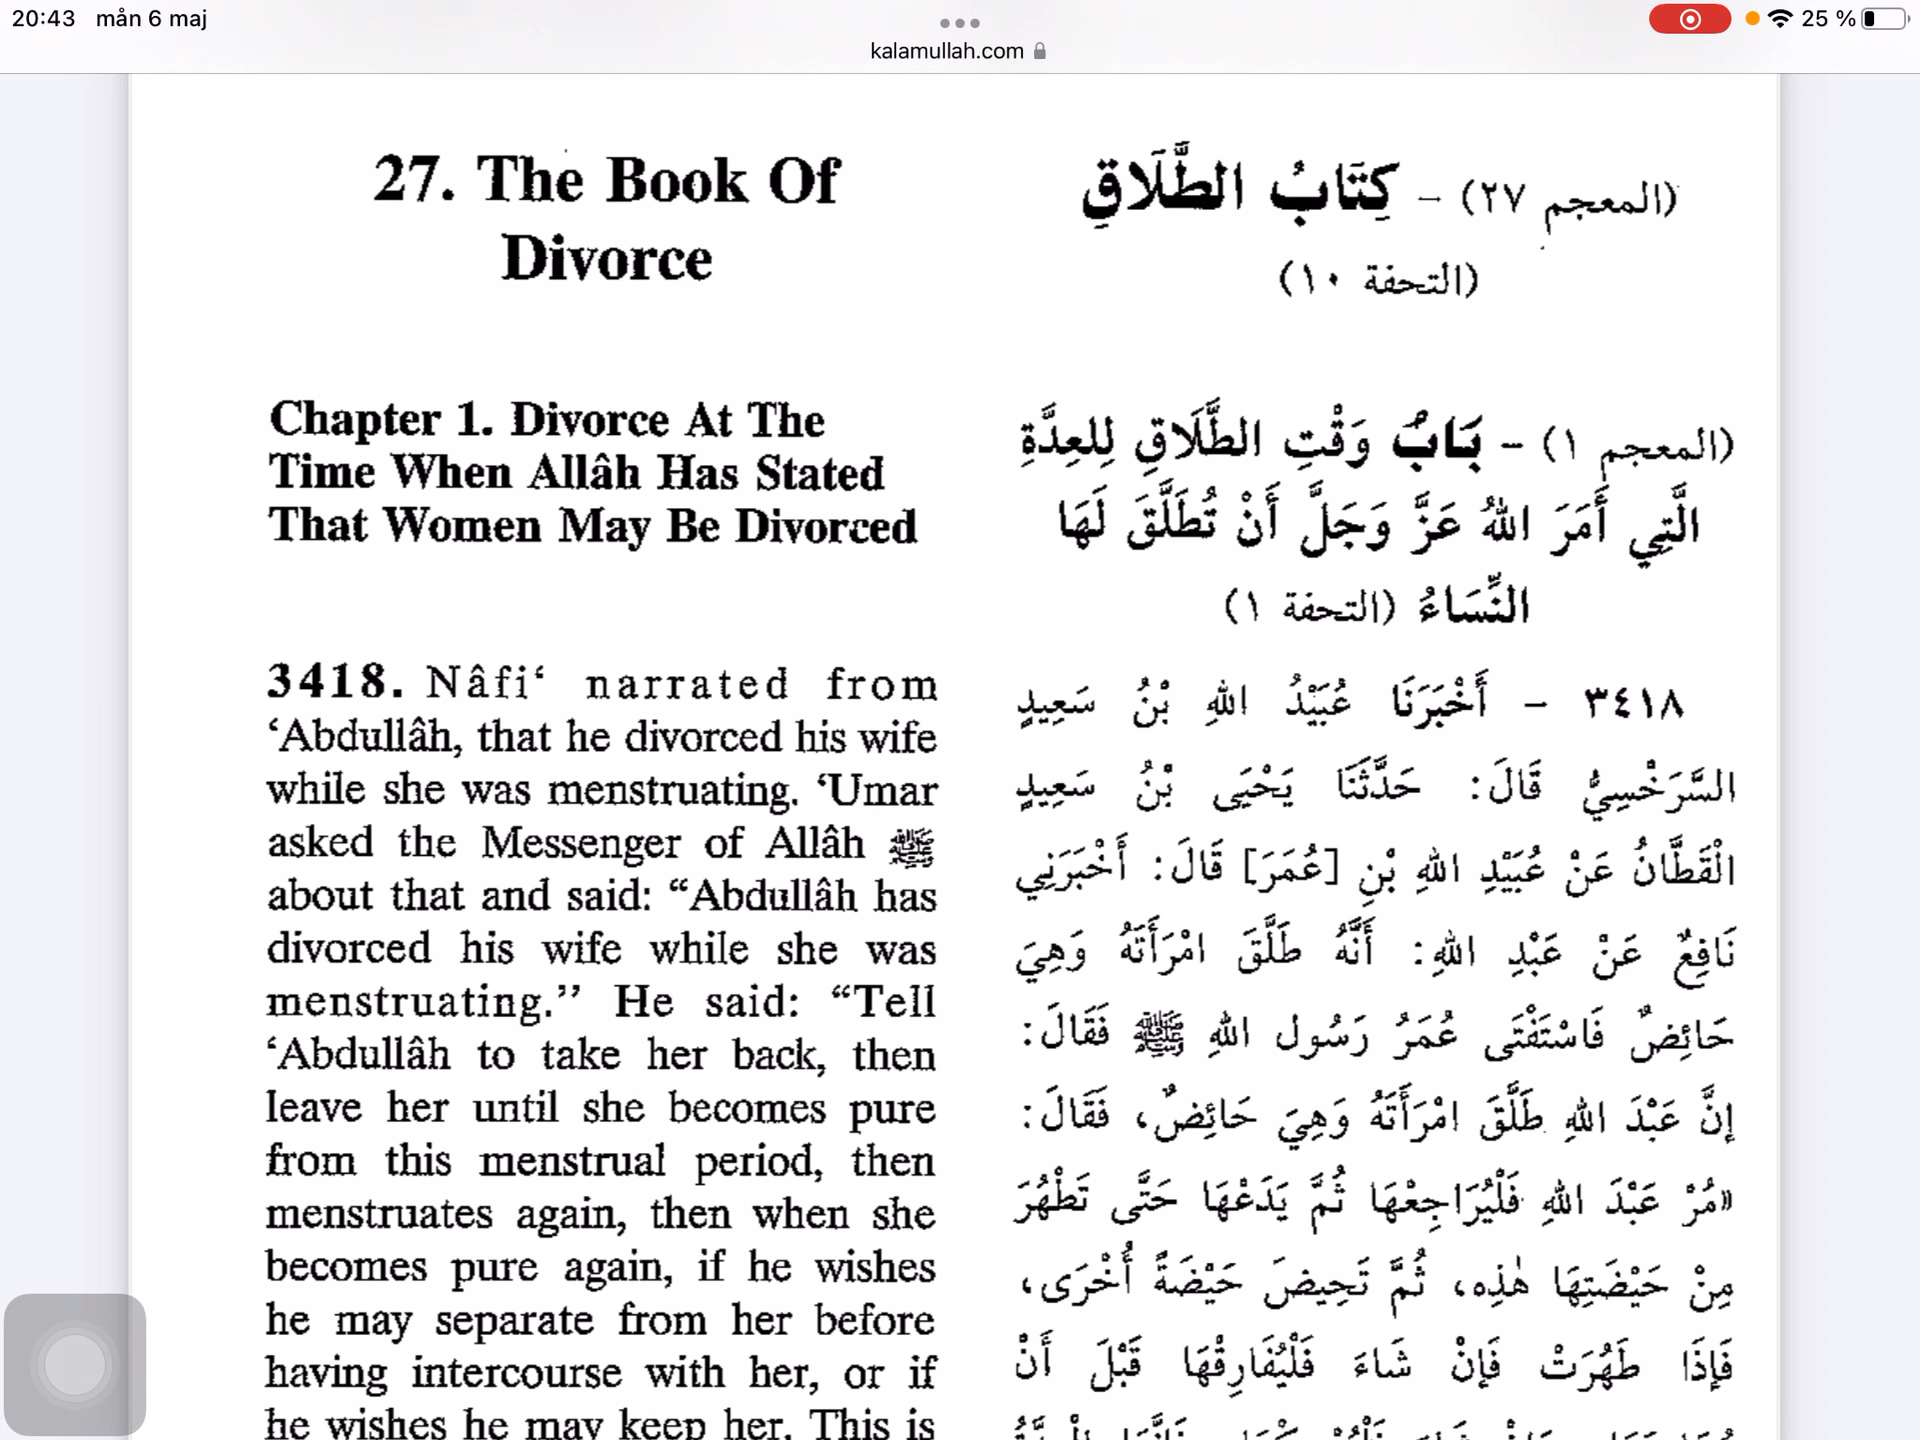 20:43 mån 6 maj
25 %
kalamullah.com
27. The Book Of
Divorce
Chapter 1. Divorce At The
Time When Allâh Has Stated
That Women May Be Divorced
3418. Nâfi‘ narrated from
‘Abdullâh, that he divorced his wife
while she was menstruating. ‘Umar
asked the Messenger of Allâh ﷺ
about that and said: “Abdullâh has
divorced his wife while she was
menstruating.” He said: “Tell
‘Abdullâh to take her back, then
leave her until she becomes pure
from this menstrual period, then
menstruates again, then when she
becomes pure again, if he wishes
he may separate from her before
having intercourse with her, or if
he wishes he may keep her. This is
(المعجم ٢٧) - كِتَابُ الطَّلَاقِ
(التحفة ١٠)
(المعجم ١) - بَابُ وَقْتِ الطَّلَاقِ لِلعِدَّةِ
الَّتِي أَمَرَ اللهُ عَزَّ وَجَلَّ أَنْ تُطَلَّقَ لَهَا
النِّسَاءُ (التحفة ١)
٣٤١٨ - أَخْبَرَنَا عُبَيْدُ اللهِ بْنُ سَعِيدٍ
السَّرَخْسِيُّ قَالَ: حَدَّثَنَا يَحْيَى بْنُ سَعِيدٍ
الْقَطَّانُ عَنْ عُبَيْدِ اللهِ بْنِ [عُمَرَ] قَالَ: أَخْبَرَنِي
نَافِعٌ عَنْ عَبْدِ اللهِ: أَنَّهُ طَلَّقَ امْرَأَتَهُ وَهِيَ
حَائِضٌ فَاسْتَفْتَى عُمَرُ رَسُول اللهِ ﷺ فَقَالَ:
إِنَّ عَبْدَ اللهِ طَلَّقَ امْرَأَتَهُ وَهِيَ حَائِضٌ، فَقَالَ:
«مُرْ عَبْدَ اللهِ فَلْيُرَاجِعْهَا ثُمَّ يَدَعْهَا حَتَّى تَطْهُرَ
مِنْ حَيْضَتِهَا هٰذِهِ، ثُمَّ تَحِيضَ حَيْضَةً أُخْرَى،
فَإِذَا طَهُرَتْ فَإِنْ شَاءَ فَلْيُفَارِقْهَا قَبْلَ أَنْ